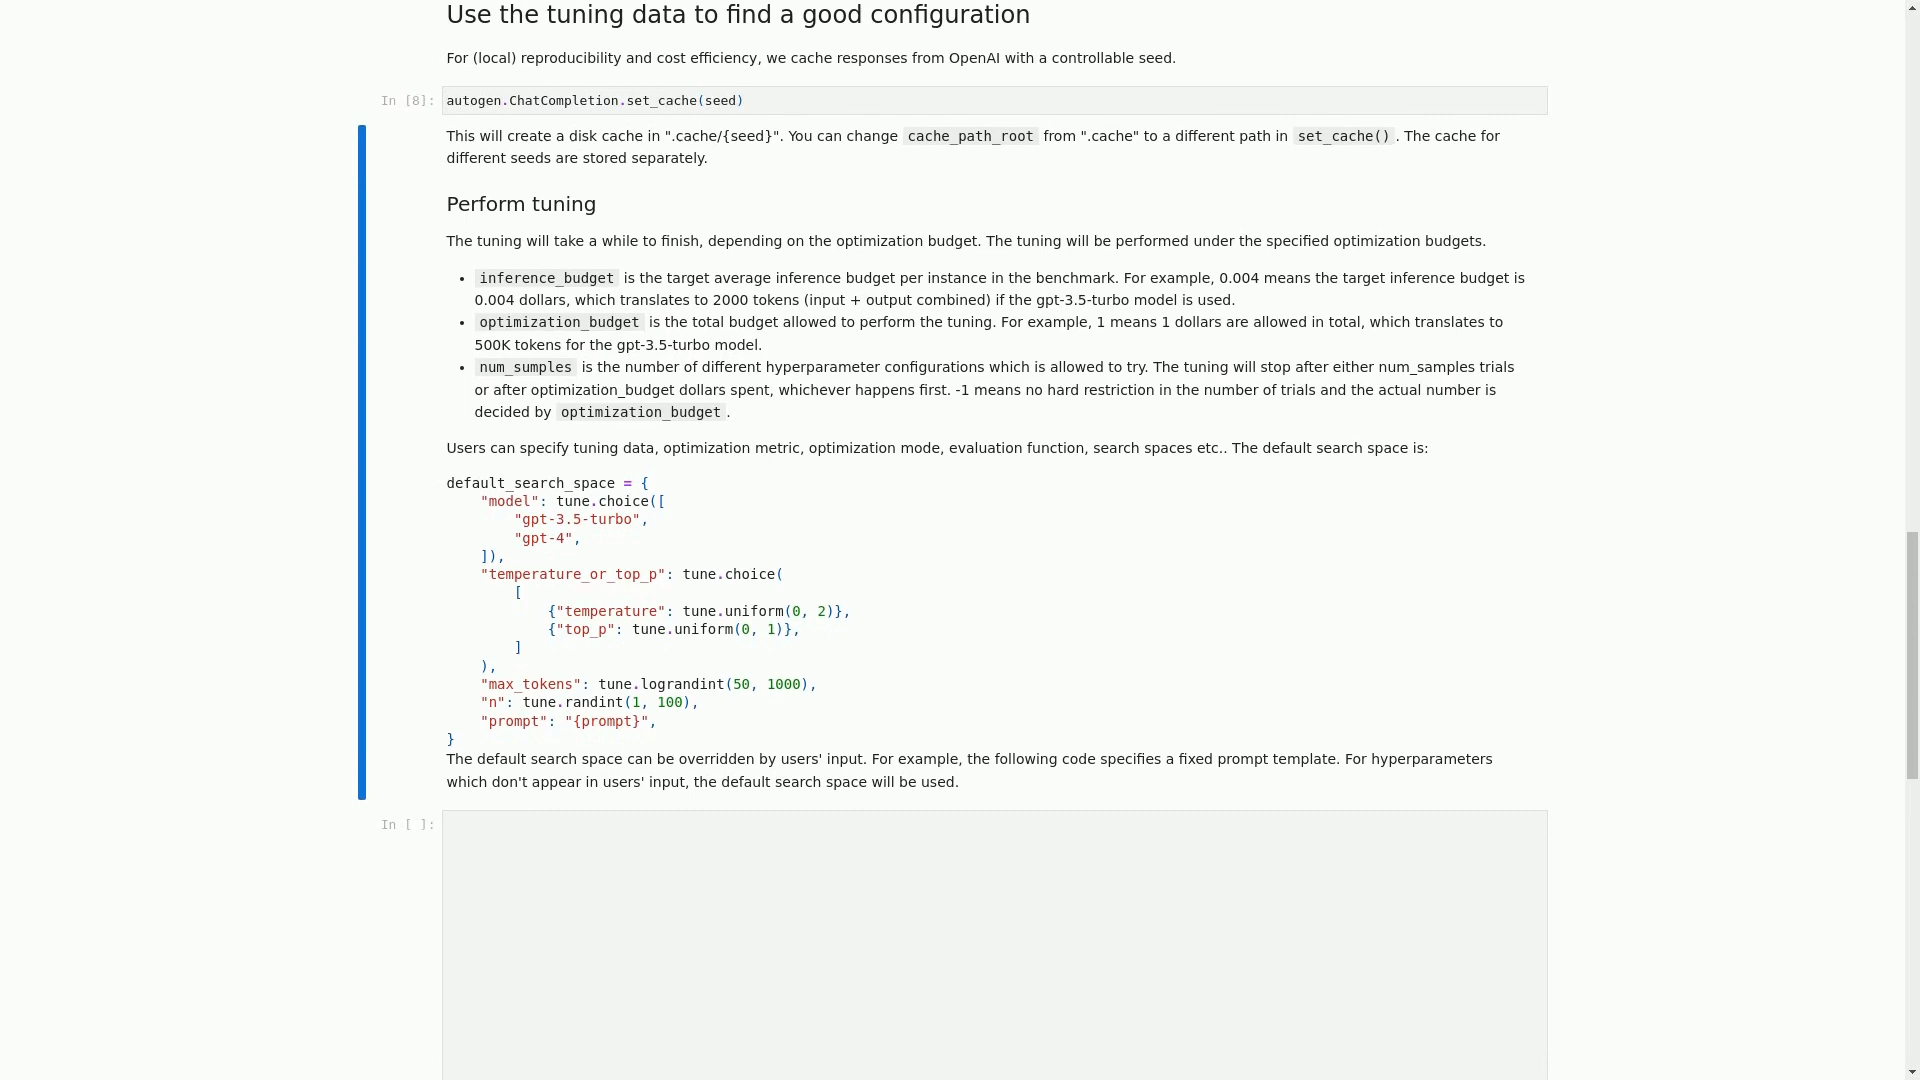 Use the tuning data to find a good configuration
For (local) reproducibility and cost efficiency, we cache responses from OpenAI with a controllable seed.
In [8]: autogen.ChatCompletion.set_cache(seed)
This will create a disk cache in ".cache/{seed}". You can change cache_path_root from ".cache" to a different path in set_cache(). The cache for
different seeds are stored separately.
Perform tuning
The tuning will take a while to finish, depending on the optimization budget. The tuning will be performed under the specified optimization budgets.
• inference_budget is the target average inference budget per instance in the benchmark. For example, 0.004 means the target inference budget is
0.004 dollars, which translates to 2000 tokens (input + output combined) if the gpt-3.5-turbo model is used.
• optimization_budget is the total budget allowed to perform the tuning. For example, 1 means 1 dollars are allowed in total, which translates to
500K tokens for the gpt-3.5-turbo model.
• num_sumples is the number of different hyperparameter configurations which is allowed to try. The tuning will stop after either num_samples trials
or after optimization_budget dollars spent, whichever happens first. -1 means no hard restriction in the number of trials and the actual number is
decided by optimization_budget.
Users can specify tuning data, optimization metric, optimization mode, evaluation function, search spaces etc.. The default search space is:
default_search_space = {
    "model": tune.choice([
        "gpt-3.5-turbo",
        "gpt-4",
    ]),
    "temperature_or_top_p": tune.choice(
        [
            {"temperature": tune.uniform(0, 2)},
            {"top_p": tune.uniform(0, 1)},
        ]
    ),
    "max_tokens": tune.lograndint(50, 1000),
    "n": tune.randint(1, 100),
    "prompt": "{prompt}",
}
The default search space can be overridden by users' input. For example, the following code specifies a fixed prompt template. For hyperparameters
which don't appear in users' input, the default search space will be used.
In [ ]: